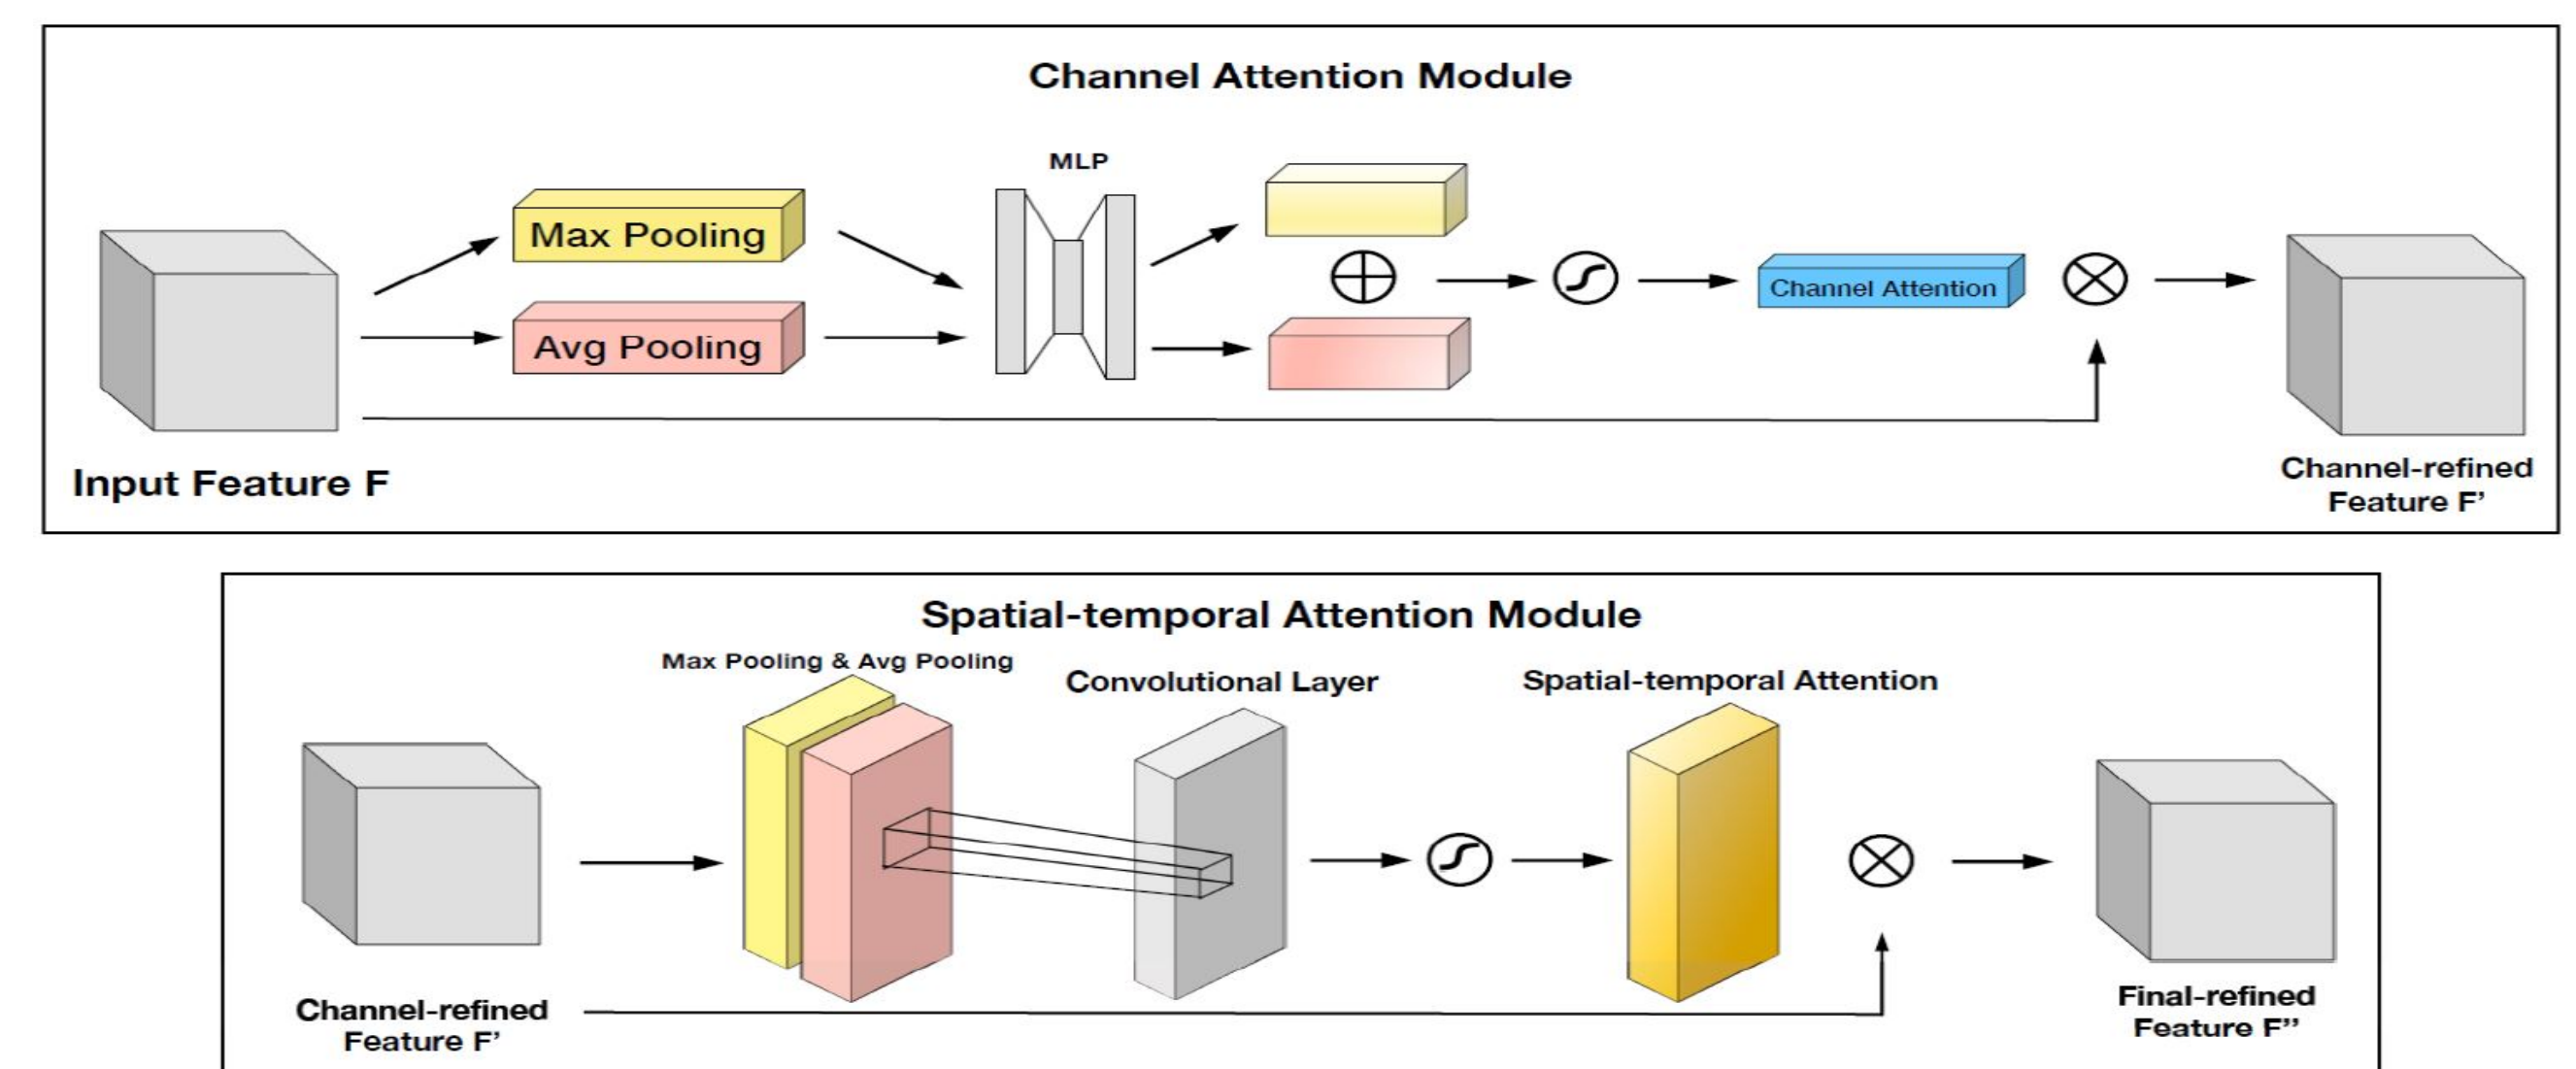 Channel Attention Module
MLP
Max Pooling
Avg Pooling
Channel Attention
Input Feature F
Channel-refined
Feature F’
Spatial-temporal Attention Module
Max Pooling & Avg Pooling
Convolutional Layer
Spatial-temporal Attention
Channel-refined
Feature F’
Final-refined
Feature F’’